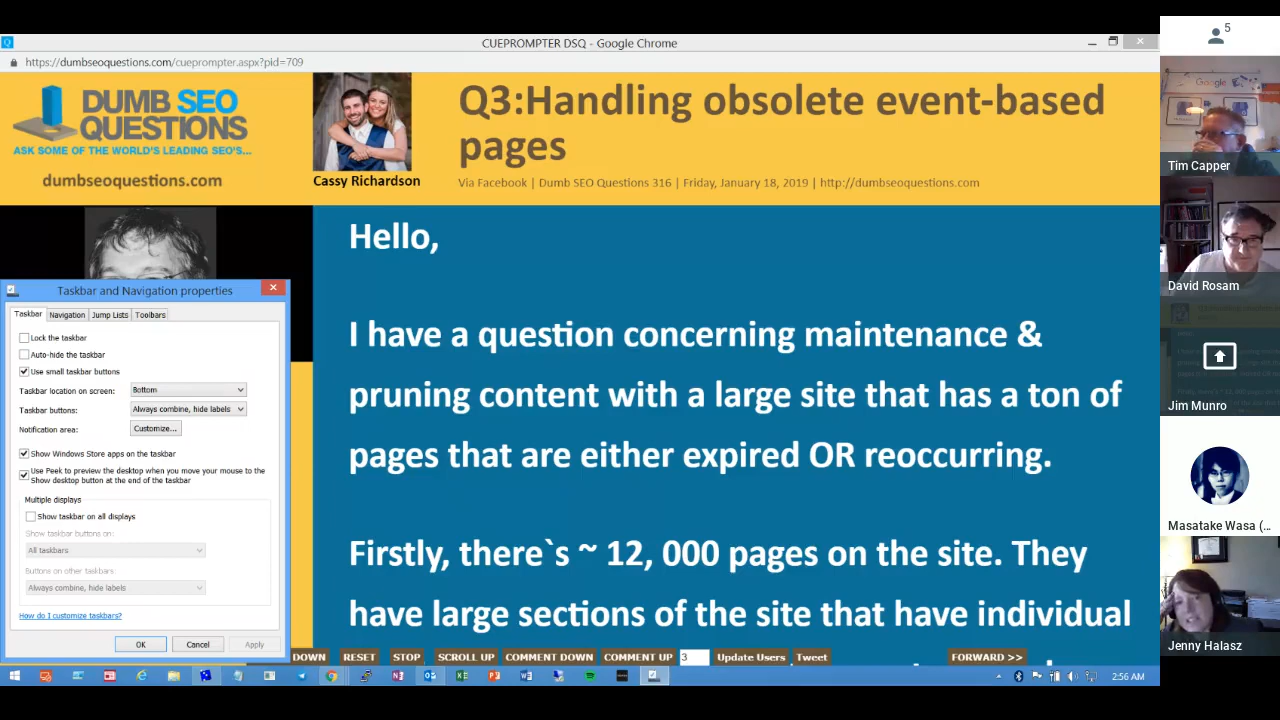 CUEPROMPTER DSQ - Google Chrome
https://dumbseoquestions.com/cueprompter.aspx?pid=709
DUMB SEO
QUESTIONS
ASK SOME OF THE WORLD'S LEADING SEO'S...
dumbseoquestions.com
Cassy Richardson
Q3:Handling obsolete event-based
pages
Via Facebook | Dumb SEO Questions 316 | Friday, January 18, 2019 | http://dumbseoquestions.com
Hello,
I have a question concerning maintenance &
pruning content with a large site that has a ton of
pages that are either expired OR reoccurring.
Firstly, there`s ~ 12, 000 pages on the site. They
have large sections of the site that have individual
Taskbar and Navigation properties
Taskbar Navigation Jump Lists Toolbars
Lock the taskbar
Auto-hide the taskbar
Use small taskbar buttons
Taskbar location on screen: Bottom
Taskbar buttons: Always combine, hide labels
Notification area: Customize...
Show Windows Store apps on the taskbar
Use Peek to preview the desktop when you move your mouse to the
Show desktop button at the end of the taskbar
Multiple displays
Show taskbar on all displays
Show taskbar buttons on:
All taskbars
Buttons on other taskbars:
Always combine, hide labels
How do I customize taskbars?
OK Cancel Apply
DOWN RESET STOP SCROLL UP COMMENT DOWN COMMENT UP 3 Update Users Tweet FORWARD >>
2:56 AM
5
Google
Tim Capper
David Rosam
Jim Munro
Masatake Wasa (...
Jenny Halasz